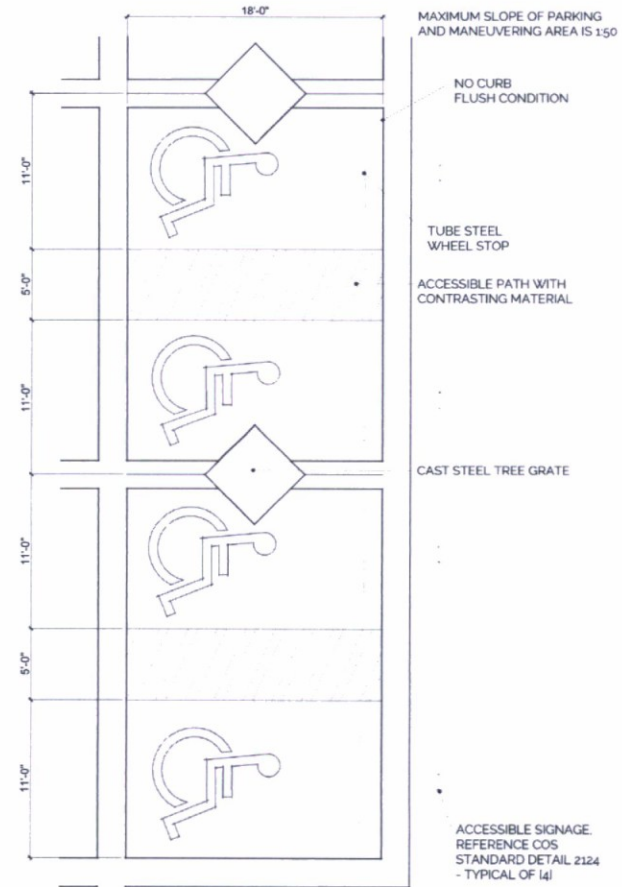 18'-0"
MAXIMUM SLOPE OF PARKING
AND MANEUVERING AREA IS 1:50
NO CURB
FLUSH CONDITION
11'-0"
TUBE STEEL
WHEEL STOP
5'-0"
ACCESSIBLE PATH WITH
CONTRASTING MATERIAL
11'-0"
CAST STEEL TREE GRATE
11'-0"
5'-0"
11'-0"
ACCESSIBLE SIGNAGE.
REFERENCE COS
STANDARD DETAIL 2124
- TYPICAL OF [4]